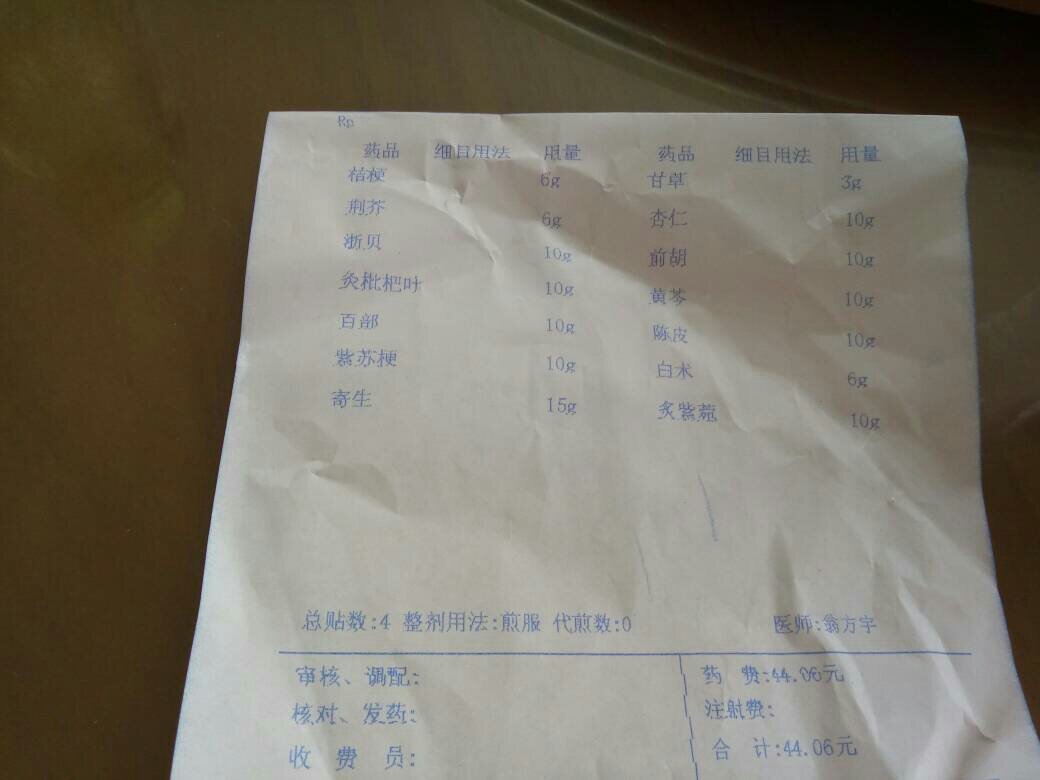 Rp
药品 细目用法 用量 药品 细目用法 用量
桔梗 6g 甘草 3g
荆芥 6g 杏仁 10g
浙贝 10g 前胡 10g
灸枇杷叶 10g 黄芩 10g
百部 10g 陈皮 10g
紫苏梗 10g 白术 6g
寄生 15g 炙紫菀 10g
总贴数:4 整剂用法:煎服 代煎数:0 医师:翁方宇
审核、调配: 药 费:44.06元
核对、发药: 注射费:
收 费 员: 合 计:44.06元